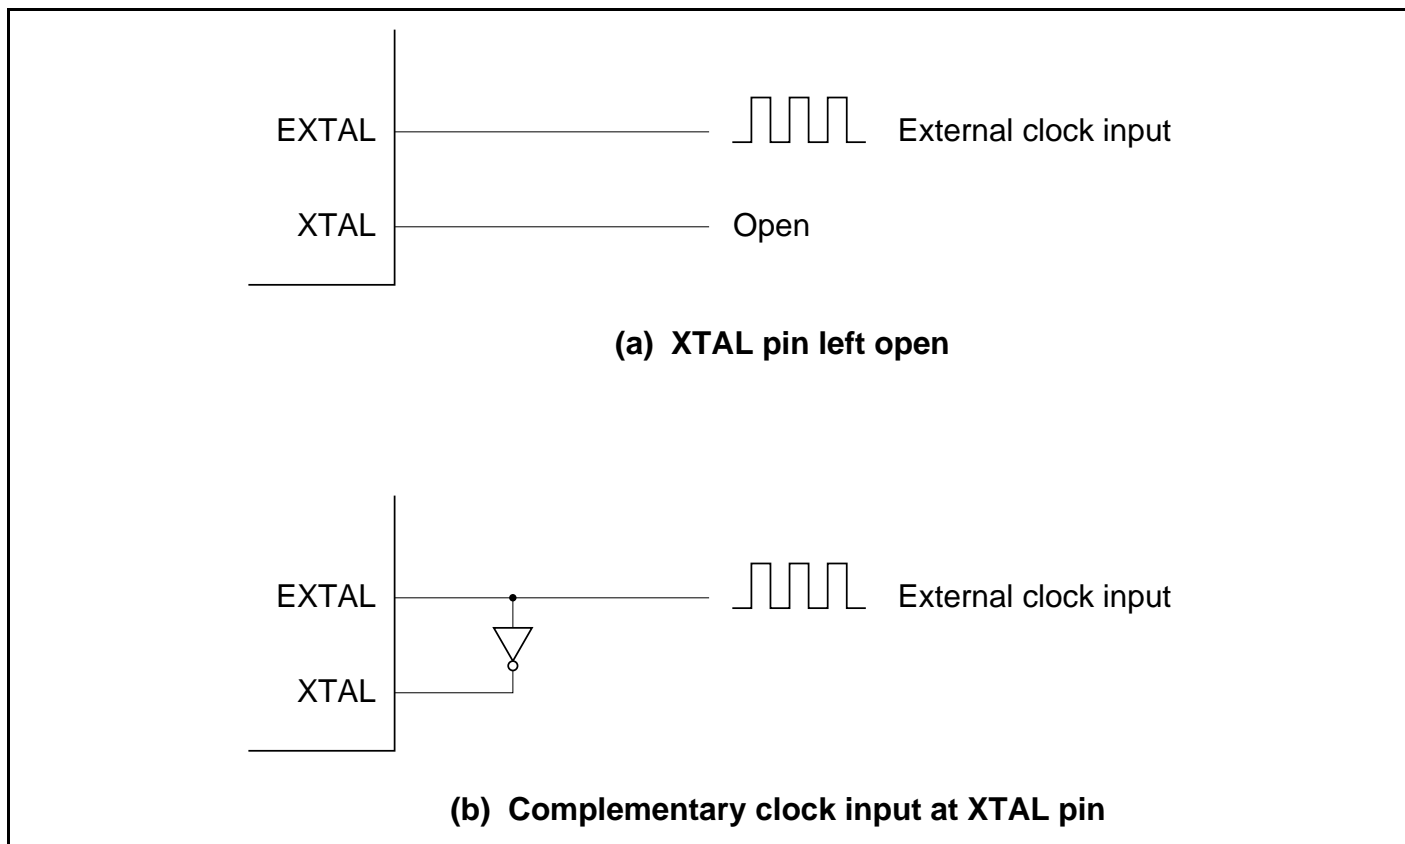 EXTAL
External clock input
XTAL
Open
(a) XTAL pin left open
EXTAL
External clock input
XTAL
(b) Complementary clock input at XTAL pin